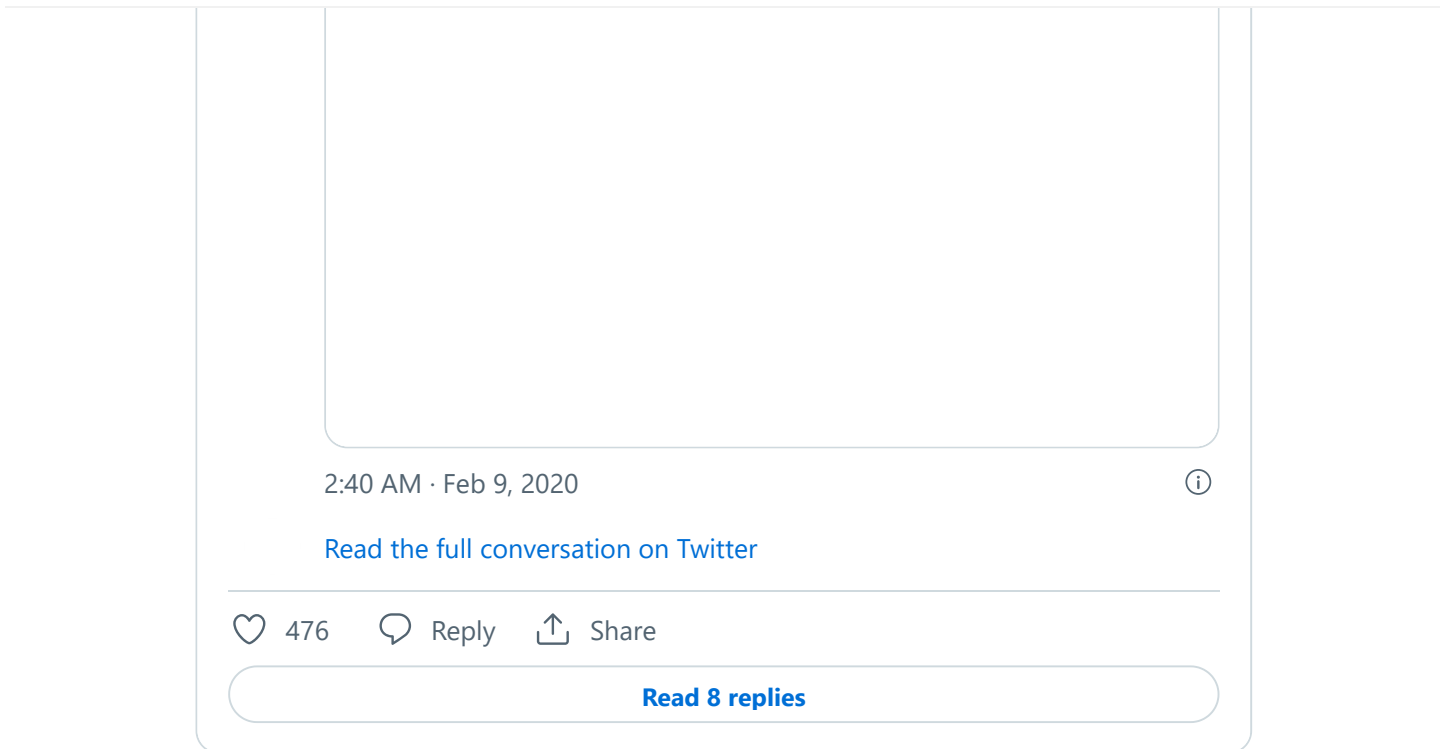 2:40 AM · Feb 9, 2020
Read the full conversation on Twitter
476 Reply Share
Read 8 replies